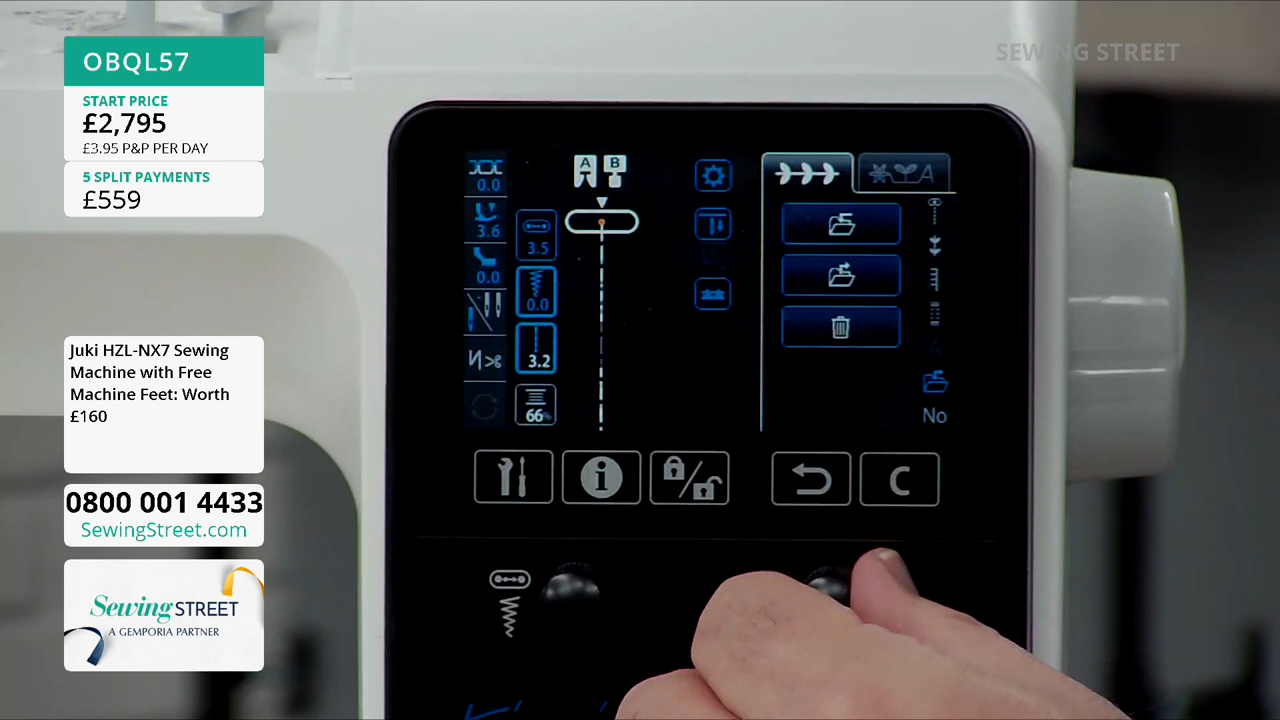 OBQL57
START PRICE
£2,795
£3.95 P&P PER DAY
5 SPLIT PAYMENTS
£559
Juki HZL-NX7 Sewing
Machine with Free
Machine Feet: Worth
£160
0800 001 4433
SewingStreet.com
Sewing STREET
A GEMPORIA PARTNER
SEWING STREET
0.0
3.6
0.0
3.5
0.0
3.2
66%
A B
A
A
No
i
C